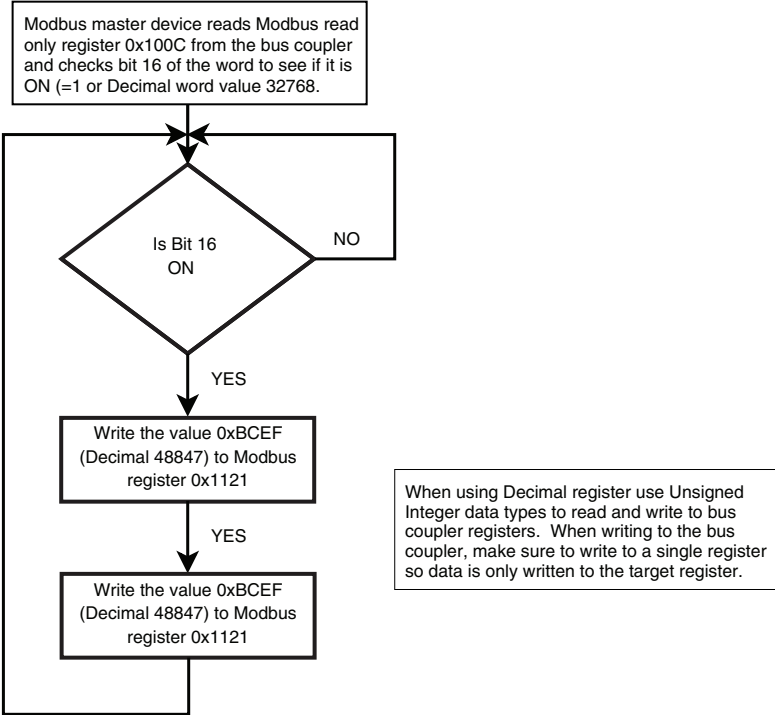 Modbus master device reads Modbus read
only register 0x100C from the bus coupler
and checks bit 16 of the word to see if it is
ON (=1 or Decimal word value 32768.
Is Bit 16
ON
NO
YES
Write the value 0xBCEF
(Decimal 48847) to Modbus
register 0x1121
YES
Write the value 0xBCEF
(Decimal 48847) to Modbus
register 0x1121
When using Decimal register use Unsigned
Integer data types to read and write to bus
coupler registers. When writing to the bus
coupler, make sure to write to a single register
so data is only written to the target register.